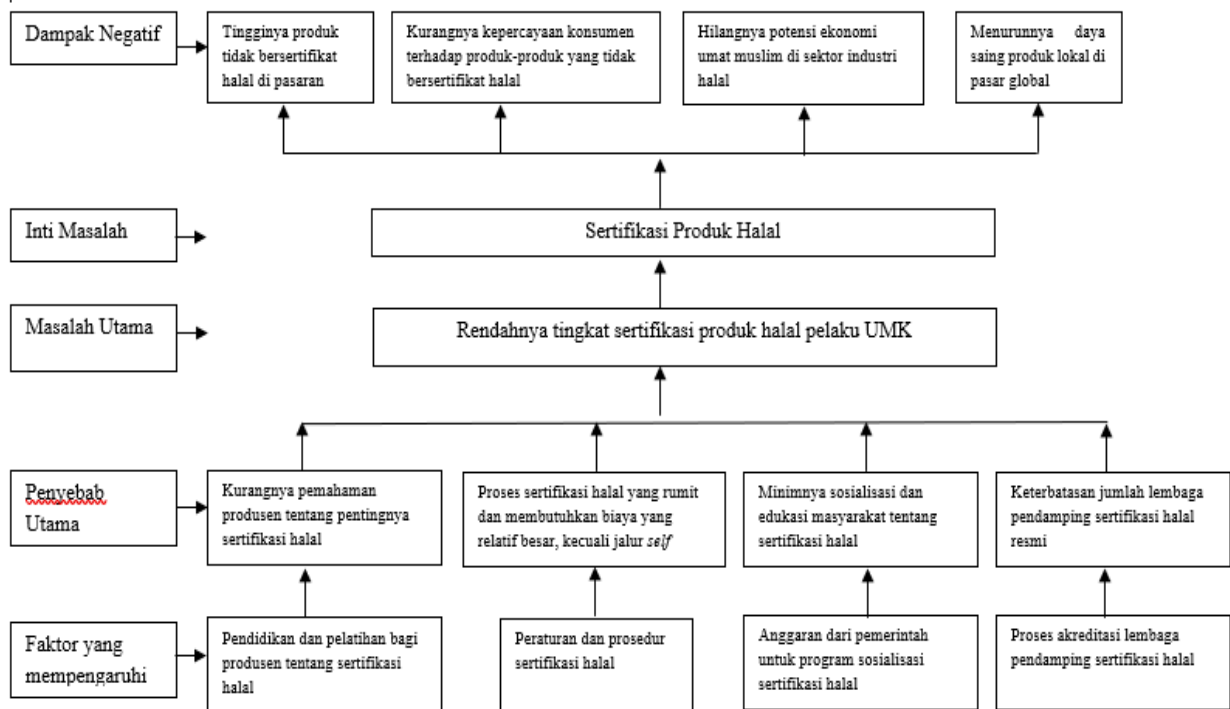 Dampak Negatif
Tingginya produk
tidak bersertifikat
halal di pasaran
Kurangnya kepercayaan konsumen
terhadap produk-produk yang tidak
bersertifikat halal
Hilangnya potensi ekonomi
umat muslim di sektor industri
halal
Menurunnya daya
saing produk lokal di
pasar global
Inti Masalah
Sertifikasi Produk Halal
Masalah Utama
Rendahnya tingkat sertifikasi produk halal pelaku UMK
Penyebab
Utama
Kurangnya pemahaman
produsen tentang pentingnya
sertifikasi halal
Proses sertifikasi halal yang rumit
dan membutuhkan biaya yang
relatif besar, kecuali jalur self
Minimnya sosialisasi dan
edukasi masyarakat tentang
sertifikasi halal
Keterbatasan jumlah lembaga
pendamping sertifikasi halal
resmi
Faktor yang
mempengaruhi
Pendidikan dan pelatihan bagi
produsen tentang sertifikasi
halal
Peraturan dan prosedur
sertifikasi halal
Anggaran dari pemerintah
untuk program sosialisasi
sertifikasi halal
Proses akreditasi lembaga
pendamping sertifikasi halal